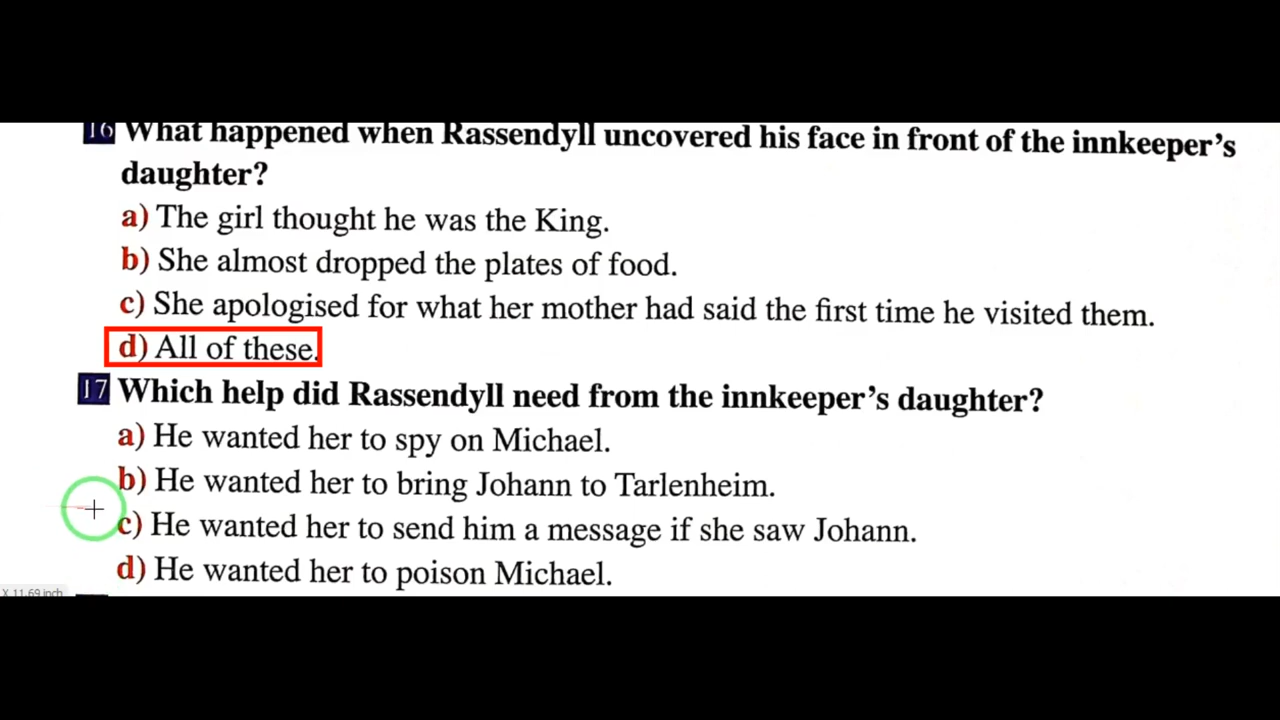 16 What happened when Rassendyll uncovered his face in front of the innkeeper's
daughter?
a) The girl thought he was the King.
b) She almost dropped the plates of food.
c) She apologised for what her mother had said the first time he visited them.
d) All of these.
17 Which help did Rassendyll need from the innkeeper's daughter?
a) He wanted her to spy on Michael.
b) He wanted her to bring Johann to Tarlenheim.
c) He wanted her to send him a message if she saw Johann.
d) He wanted her to poison Michael.
X 11.69 inch